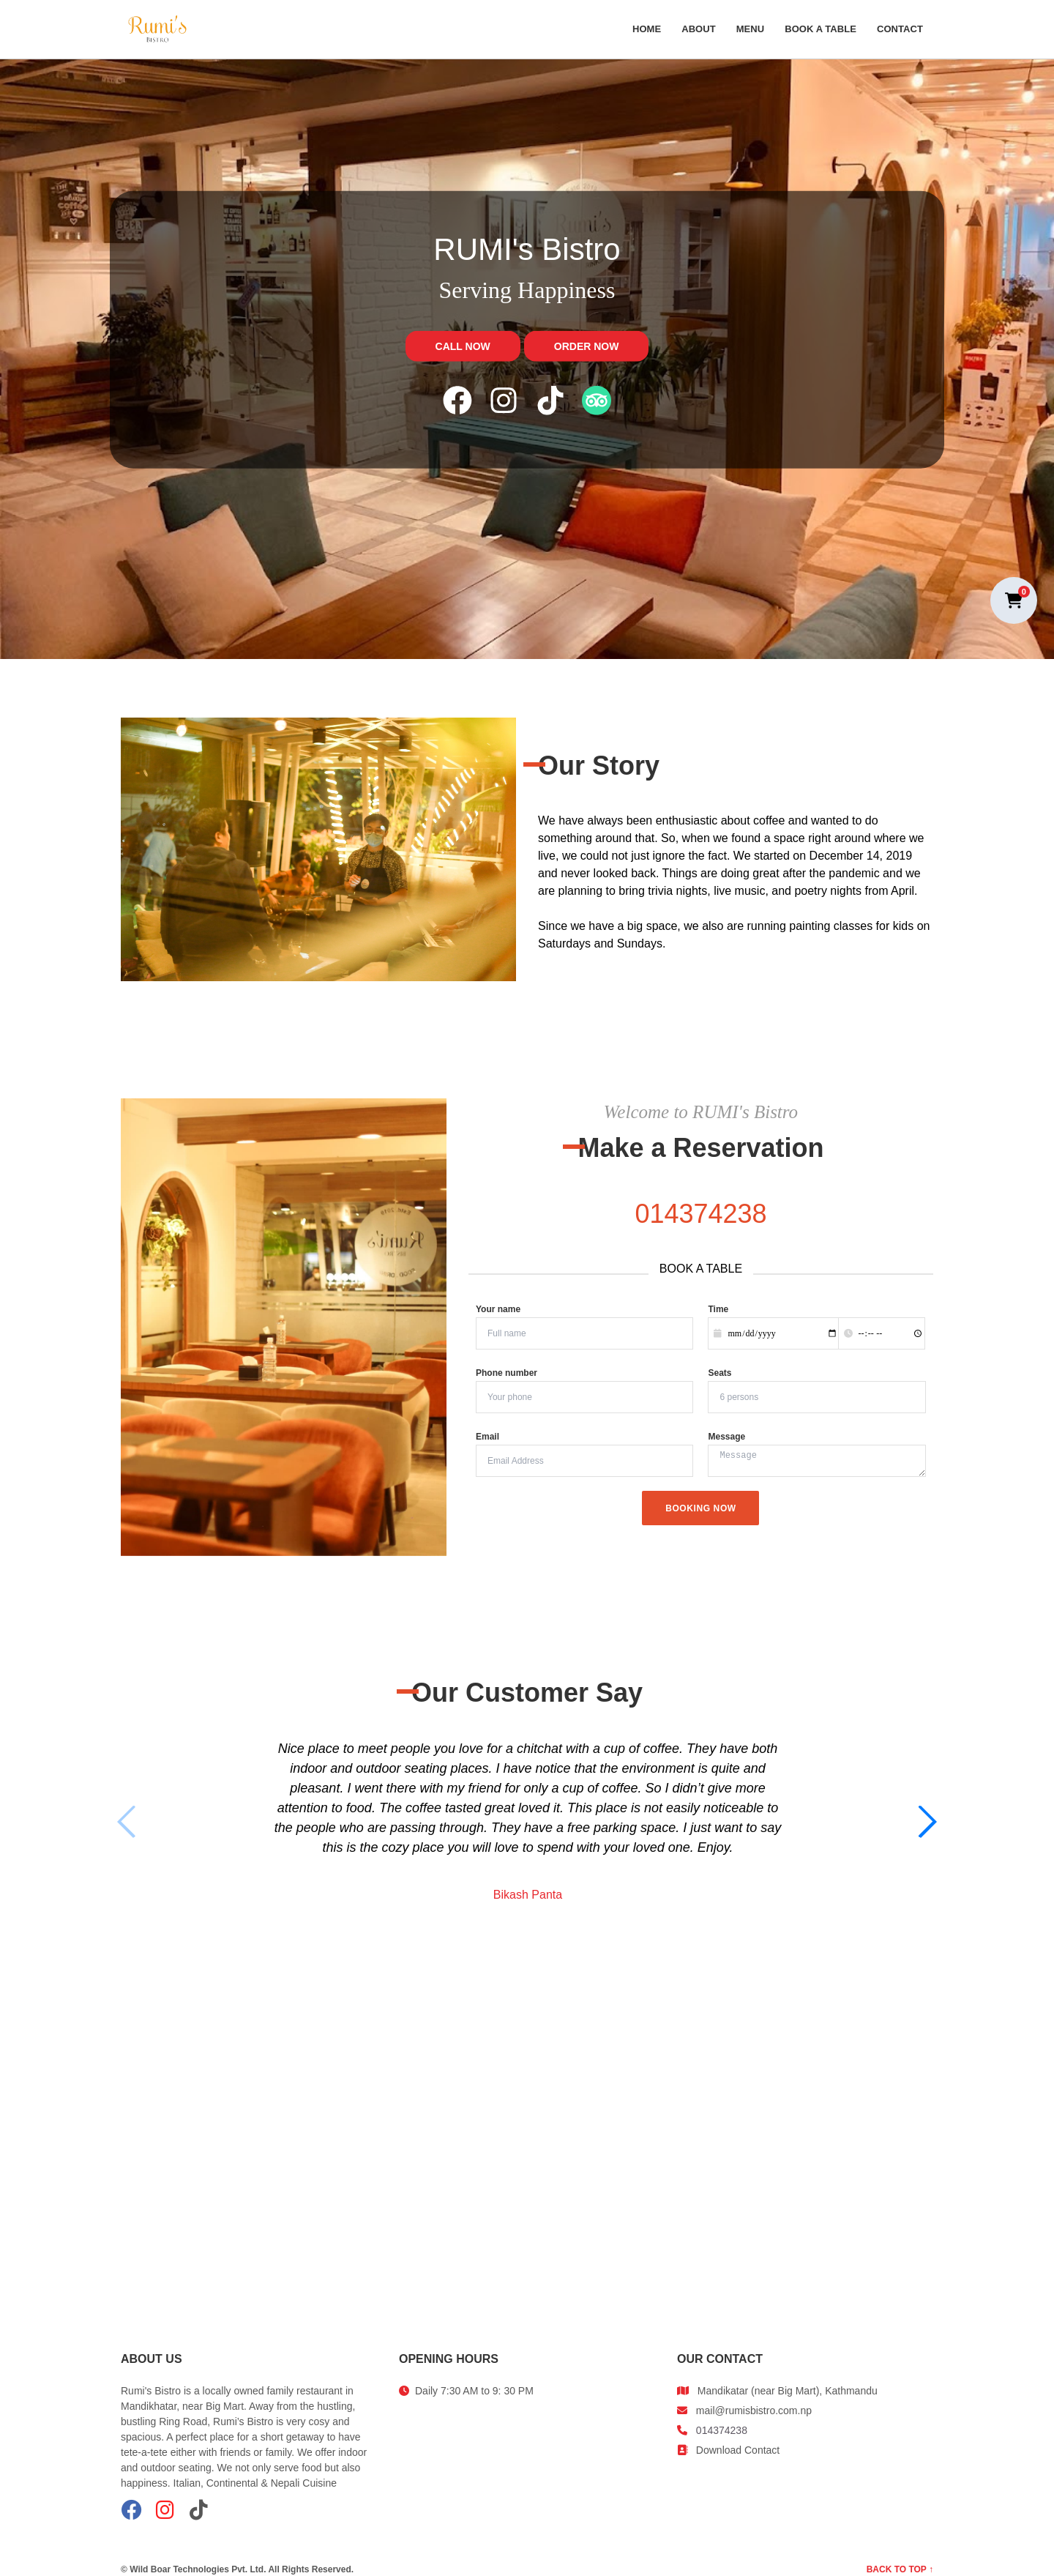 Rumi's
BISTRO
HOME ABOUT MENU BOOK A TABLE CONTACT
RUMI's Bistro
Serving Happiness
CALL NOW ORDER NOW
0
Our Story
We have always been enthusiastic about coffee and wanted to do
something around that. So, when we found a space right around where we
live, we could not just ignore the fact. We started on December 14, 2019
and never looked back. Things are doing great after the pandemic and we
are planning to bring trivia nights, live music, and poetry nights from April.
Since we have a big space, we also are running painting classes for kids on
Saturdays and Sundays.
Welcome to RUMI's Bistro
Make a Reservation
014374238
BOOK A TABLE
Your name
Full name
Time
mm/dd/yyyy --:-- --
Phone number
Your phone
Seats
6 persons
Email
Email Address
Message
Message
BOOKING NOW
Our Customer Say
Nice place to meet people you love for a chitchat with a cup of coffee. They have both
indoor and outdoor seating places. I have notice that the environment is quite and
pleasant. I went there with my friend for only a cup of coffee. So I didn’t give more
attention to food. The coffee tasted great loved it. This place is not easily noticeable to
the people who are passing through. They have a free parking space. I just want to say
this is the cozy place you will love to spend with your loved one. Enjoy.
Bikash Panta
ABOUT US
Rumi's Bistro is a locally owned family restaurant in
Mandikhatar, near Big Mart. Away from the hustling,
bustling Ring Road, Rumi’s Bistro is very cosy and
spacious. A perfect place for a short getaway to have
tete-a-tete either with friends or family. We offer indoor
and outdoor seating. We not only serve food but also
happiness. Italian, Continental & Nepali Cuisine
OPENING HOURS
Daily 7:30 AM to 9: 30 PM
OUR CONTACT
Mandikatar (near Big Mart), Kathmandu
mail@rumisbistro.com.np
014374238
Download Contact
© Wild Boar Technologies Pvt. Ltd. All Rights Reserved.
BACK TO TOP ↑